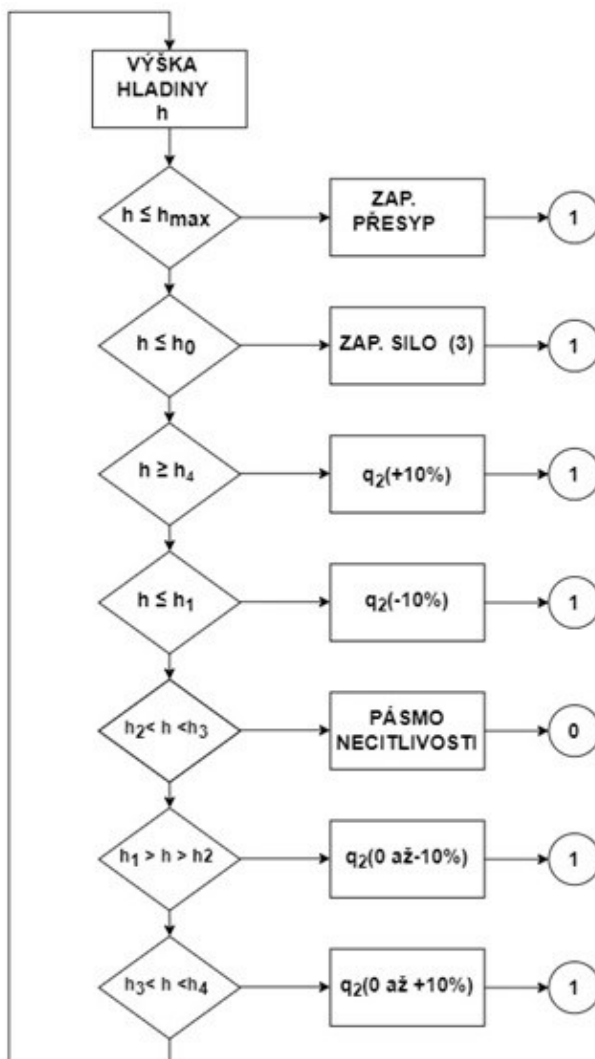 VÝŠKA
HLADINY
h
h ≤ hmax
ZAP.
PŘESYP
1
h ≤ h0
ZAP. SILO (3)
1
h ≥ h4
q2(+10%)
1
h ≤ h1
q2(-10%)
1
h2< h <h3
PÁSMO
NECITLIVOSTI
0
h1 > h > h2
q2(0 až-10%)
1
h3< h <h4
q2(0 až +10%)
1